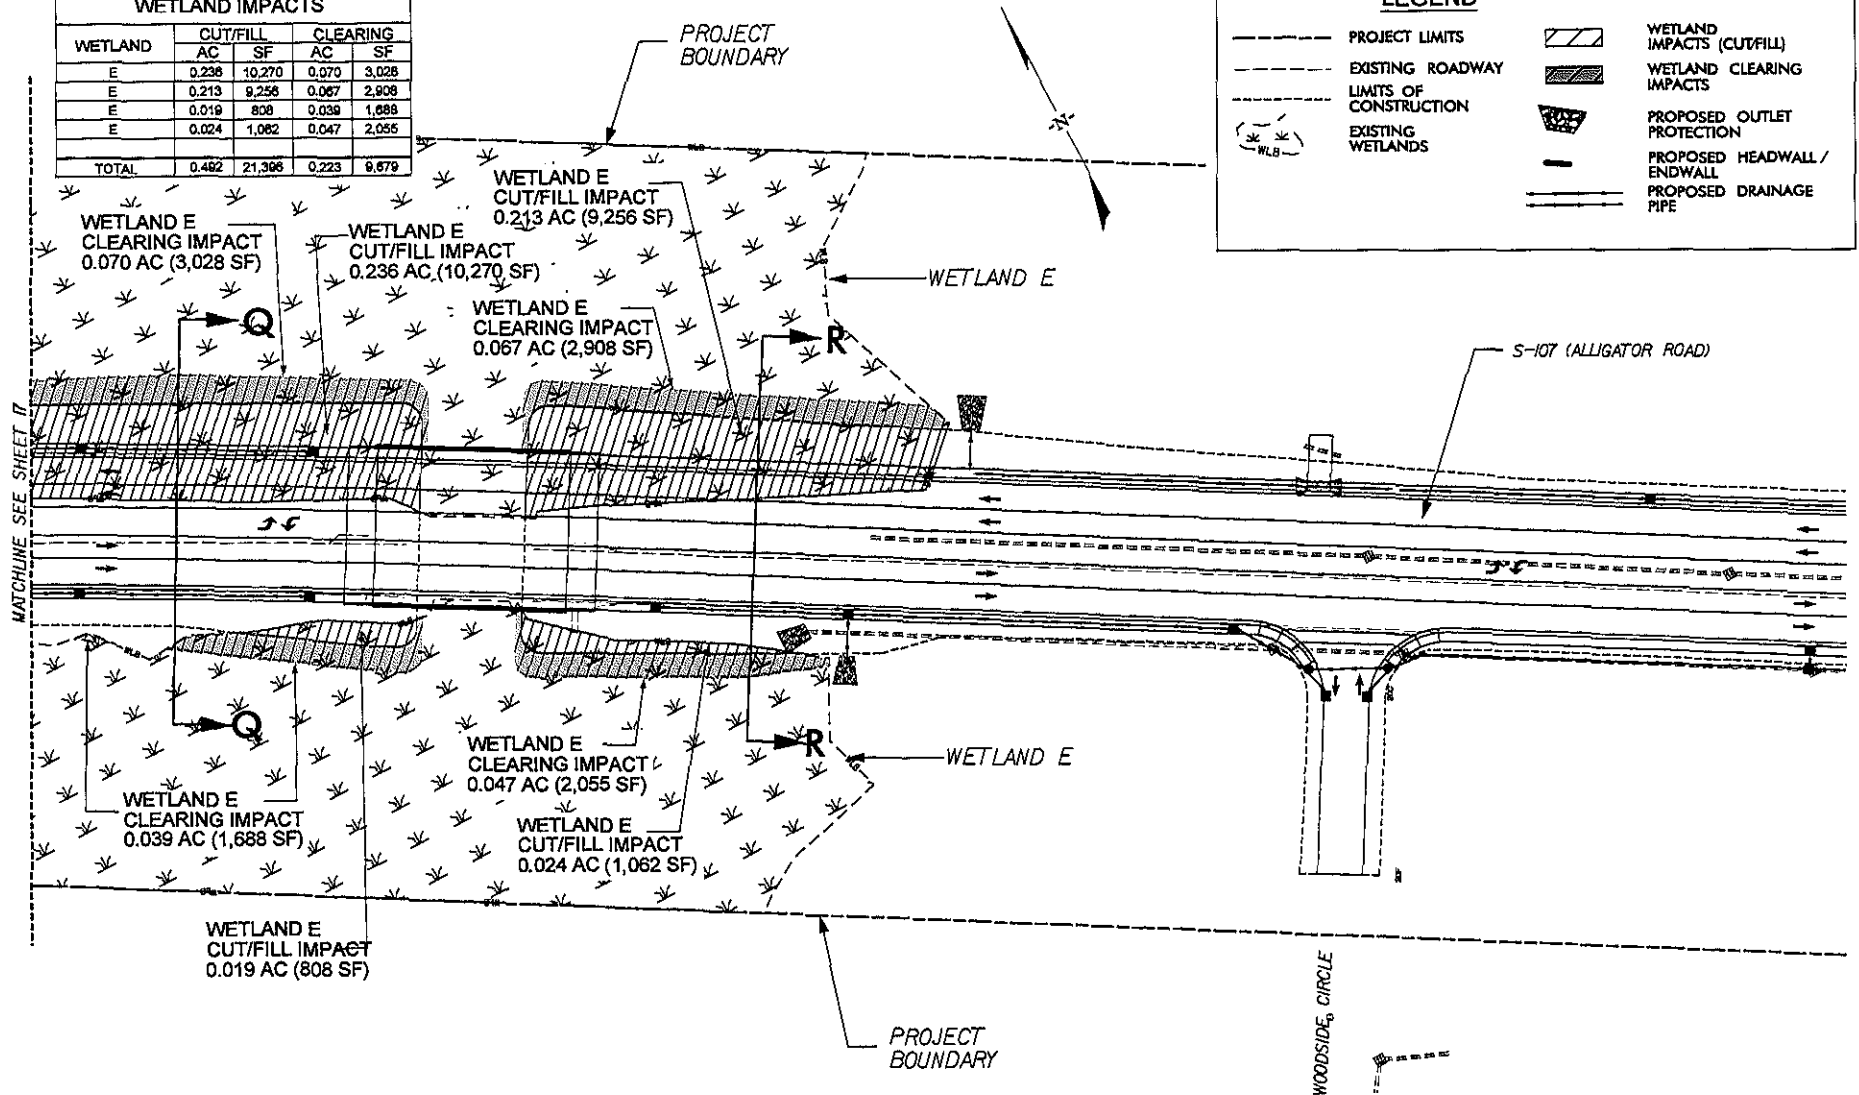 WETLAND IMPACTS
WETLAND CUT/FILL CLEARING
AC SF AC SF
E 0.236 10,270 0.070 3,028
E 0.213 9,256 0.067 2,908
E 0.019 808 0.039 1,688
E 0.024 1,062 0.047 2,055
TOTAL 0.492 21,396 0.223 9,679
PROJECT
BOUNDARY
-N-
LEGEND
PROJECT LIMITS
EXISTING ROADWAY
LIMITS OF
CONSTRUCTION
WLB
EXISTING
WETLANDS
WETLAND
IMPACTS (CUT/FILL)
WETLAND CLEARING
IMPACTS
PROPOSED OUTLET
PROTECTION
PROPOSED HEADWALL/
ENDWALL
PROPOSED DRAINAGE
PIPE
WETLAND E
CLEARING IMPACT
0.070 AC (3,028 SF)
WETLAND E
CUT/FILL IMPACT
0.236 AC (10,270 SF)
WETLAND E
CUT/FILL IMPACT
0.213 AC (9,256 SF)
WETLAND E
CLEARING IMPACT
0.067 AC (2,908 SF)
WETLAND E
Q
R
S-107 (ALLIGATOR ROAD)
MATCHLINE SEE SHEET 17
Q
R
WETLAND E
CLEARING IMPACT
0.039 AC (1,688 SF)
WETLAND E
CLEARING IMPACT
0.047 AC (2,055 SF)
WETLAND E
CUT/FILL IMPACT
0.024 AC (1,062 SF)
WETLAND E
WETLAND E
CUT/FILL IMPACT
0.019 AC (808 SF)
PROJECT
BOUNDARY
WOODSIDE CIRCLE